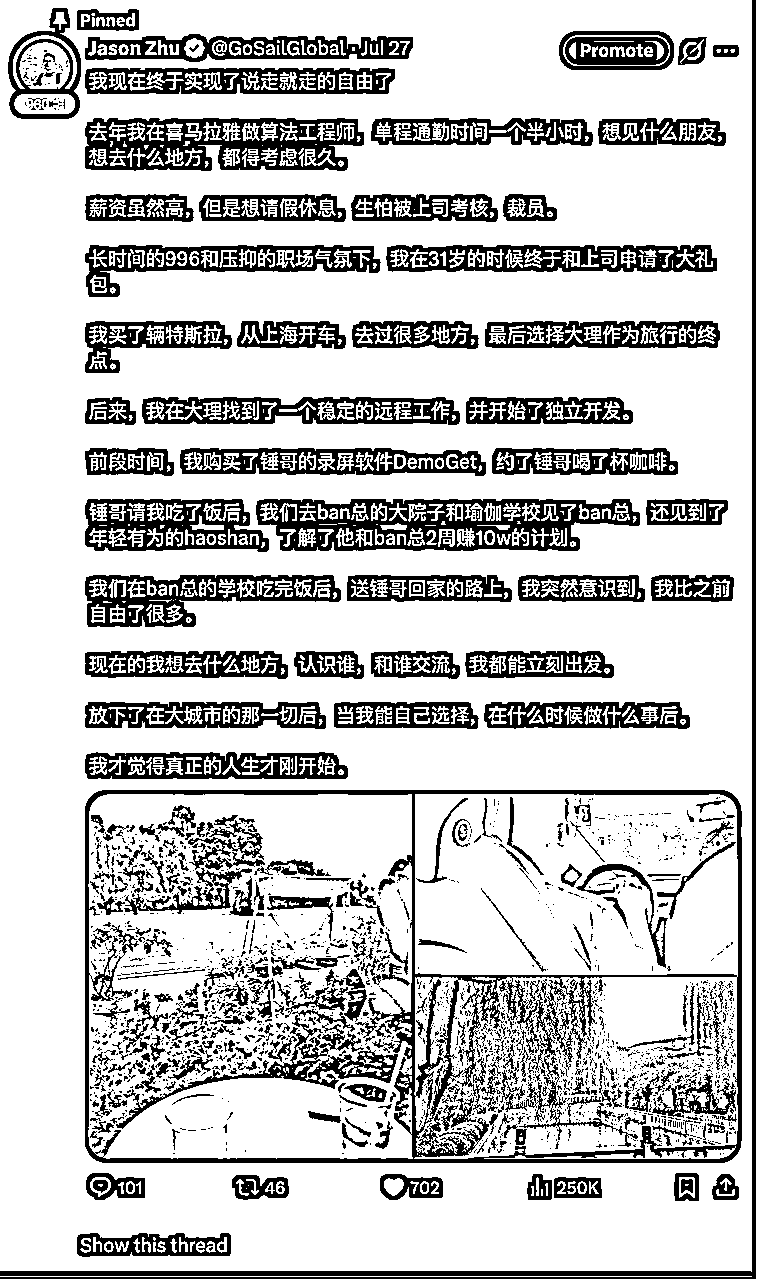 Pinned
Jason Zhu @GoSailGlobal · Jul 27
Promote
我现在终于实现了说走就走的自由了
去年我在喜马拉雅做算法工程师，单程通勤时间一个半小时，想见什么朋友，
想去什么地方，都得考虑很久。
薪资虽然高，但是想请假休息，生怕被上司考核，裁员。
长时间的996和压抑的职场气氛下，我在31岁的时候终于和上司申请了大礼
包。
我买了辆特斯拉，从上海开车，去过很多地方，最后选择大理作为旅行的终
点。
后来，我在大理找到了一个稳定的远程工作，并开始了独立开发。
前段时间，我购买了锤哥的录屏软件DemoGet，约了锤哥喝了杯咖啡。
锤哥请我吃了饭后，我们去ban总的大院子和瑜伽学校见了ban总，还见到了
年轻有为的haoshan，了解了他和ban总2周赚10w的计划。
我们在ban总的学校吃完饭后，送锤哥回家的路上，我突然意识到，我比之前
自由了很多。
现在的我想去什么地方，认识谁，和谁交流，我都能立刻出发。
放下了在大城市的那一切后，当我能自己选择，在什么时候做什么事后。
我才觉得真正的人生才刚开始。
101 46 702 250K
Show this thread